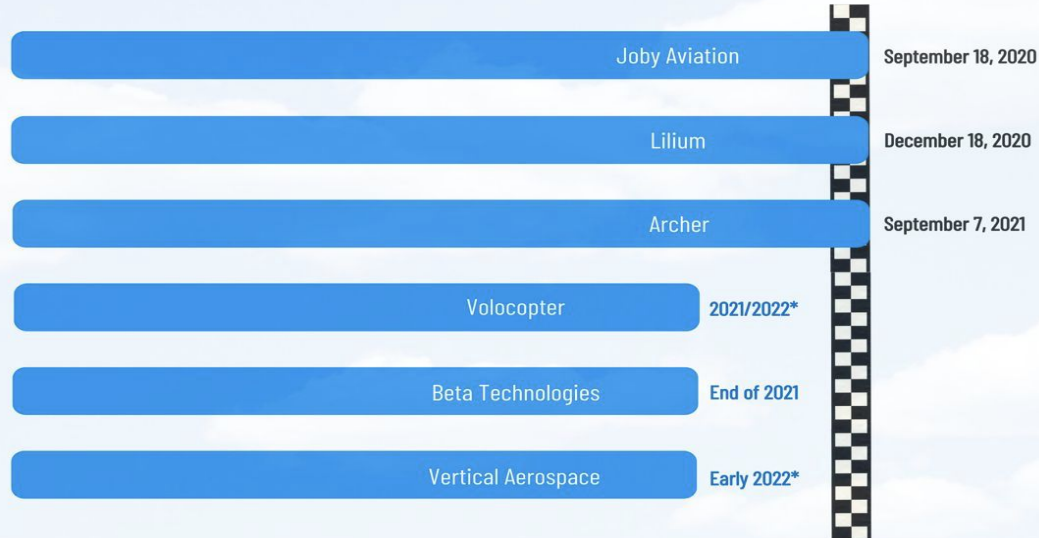 Joby Aviation September 18, 2020
Lilium December 18, 2020
Archer September 7, 2021
Volocopter 2021/2022*
Beta Technologies End of 2021
Vertical Aerospace Early 2022*